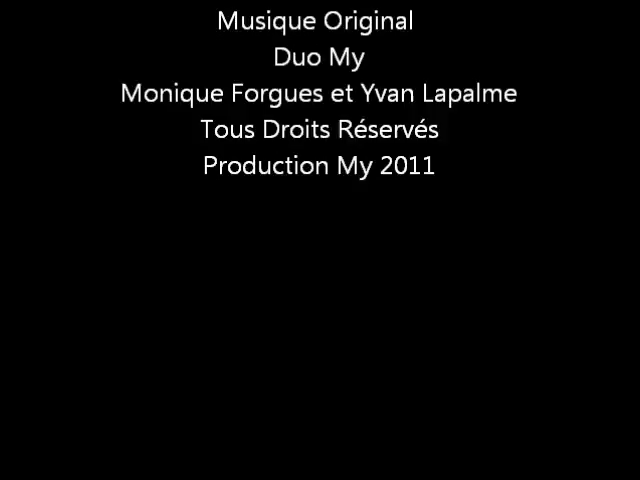 Musique Original
Duo My
Monique Forgues et Yvan Lapalme
Tous Droits Réservés
Production My 2011